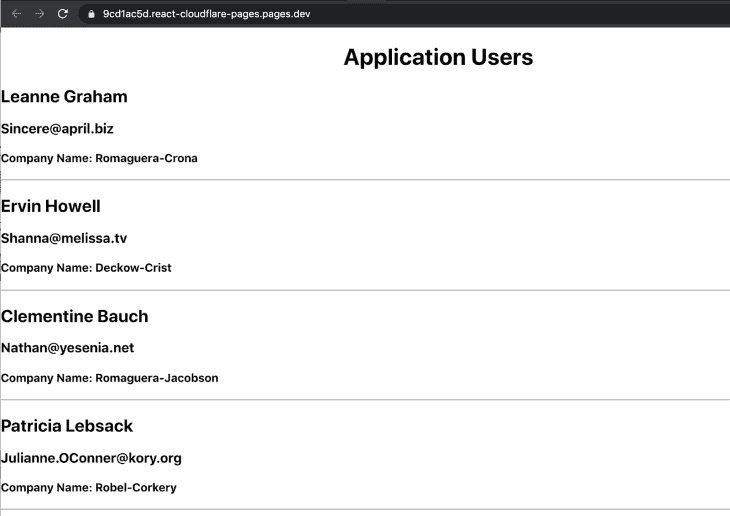 9cd1ac5d.react-cloudflare-pages.pages.dev
Application Users
Leanne Graham
Sincere@april.biz
Company Name: Romaguera-Crona
Ervin Howell
Shanna@melissa.tv
Company Name: Deckow-Crist
Clementine Bauch
Nathan@yesenia.net
Company Name: Romaguera-Jacobson
Patricia Lebsack
Julianne.OConner@kory.org
Company Name: Robel-Corkery